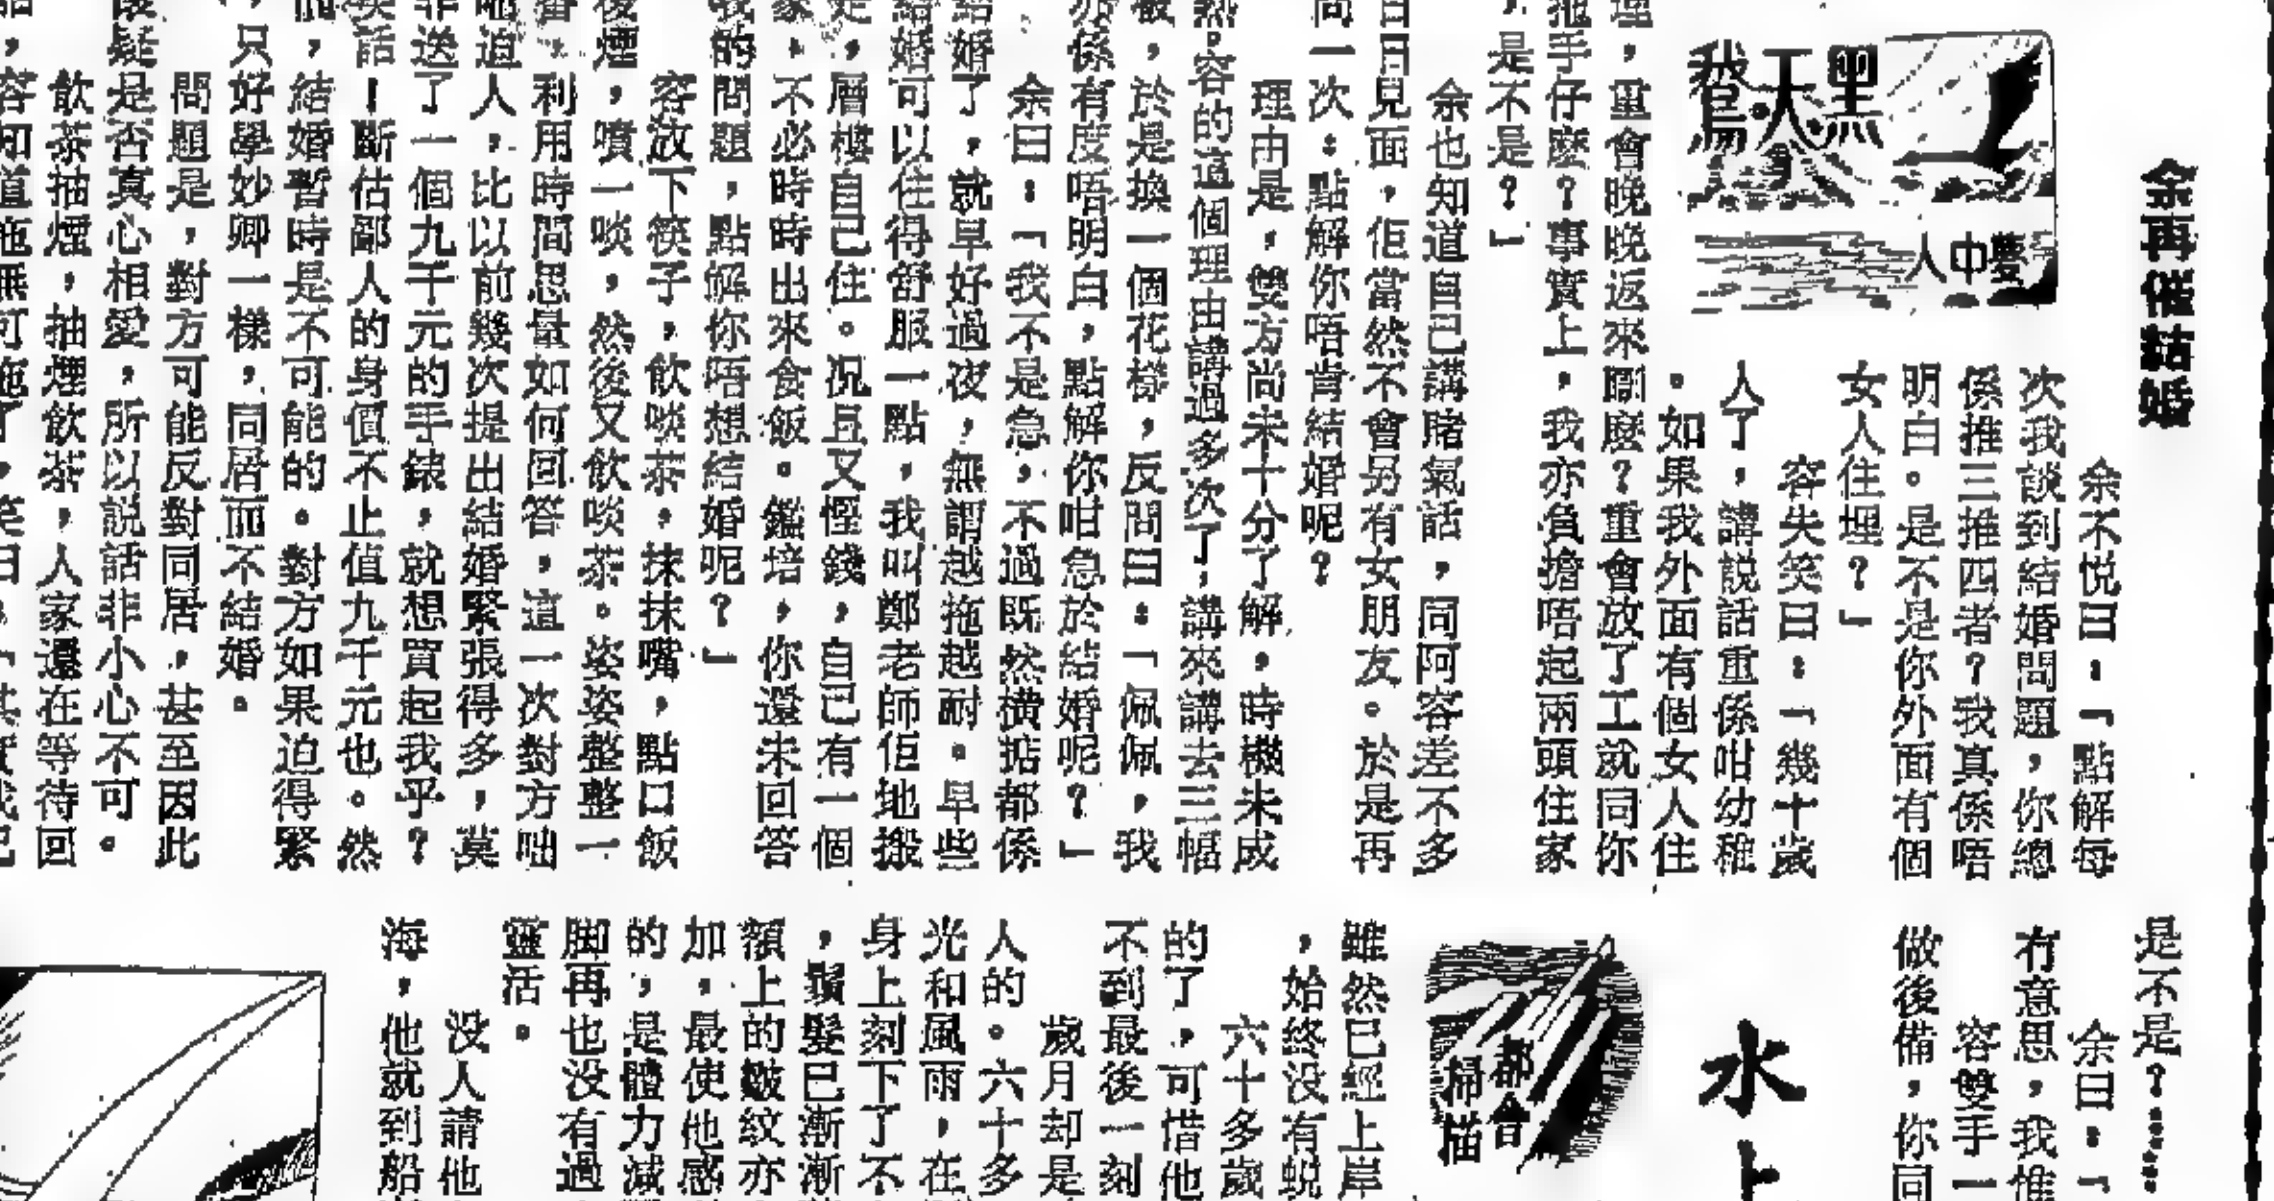 余再催結婚
黑天鵞
夢中人
余不悦曰：「點解每
次我談到結婚問題，你總
係推三推四者？我真係唔
明白。是不是你外面有個
女人住埋？」
容失笑曰：「幾十歲
人了，講説話重係咁幼稚
。如果我外面有個女人住
埋，重會晚晚返來嗰度？重會放了工就同你
拖手仔麼？事實上，我亦負擔唔起兩頭住家
，是不是？」
余也知道自己講賭氣話，同阿容差不多
日日見面，佢當然不會另有女朋友。於是再
問一次：點解你唔肯結婚呢？
理由是，雙方尚未十分了解，時機未成
熟，容的這個理由講過多次了，講來講去三幅
被，於是換一個花樣，反問曰：「佩佩，我
亦係有度唔明白，點解你咁急於結婚呢？」
余曰：「我不是急，不過既然橫掂都係
結婚了，就早好過夜，無謂越拖越耐。早些
結婚可以住得舒服一點，我叫鄭老師佢地搬
走，層樓自己住。况且又慳錢，自己有一個
家，不必時時出來食飯。鑑培，你還未回答
我的問題，點解你唔想結婚呢？」
容放下筷子，飲啖茶，抹抹嘴，點口飯
後煙，噴一啖，然後又飲啖茶。姿姿整整一
番，利用時間思量如何回答，這一次對方咄
咄迫人，比以前幾次提出結婚緊張得多，莫
非送了一個九千元的手錶，就想買起我乎？
笑話！斷估鄙人的身價不止值九千元也。然
而，結婚暫時是不可能的。對方如果迫得緊
，只好學妙卿一樣，同居而不結婚。
問題是，對方可能反對同居，甚至因此
懷疑是否真心相愛，所以説話非小心不可。
飲茶抽煙，抽煙飲茶，人家還在等待回
話，容知道拖無可拖了，笑曰：「其實我已
是不是？……
余曰：「
有意思，我惟
容雙手一
做後備，你同
水上
都會掃描
雖然已經上岸
，始終没有蜕
六十多歲
的了，可惜他
不到最後一刻
歲月却是
人的。六十多
光和風雨，在
身上刻下了不
，鬚髮已漸漸
額上的皺紋亦
加，最使他感
的，是體力減
脚再也没有過
靈活。
没人請他
海，他就到船